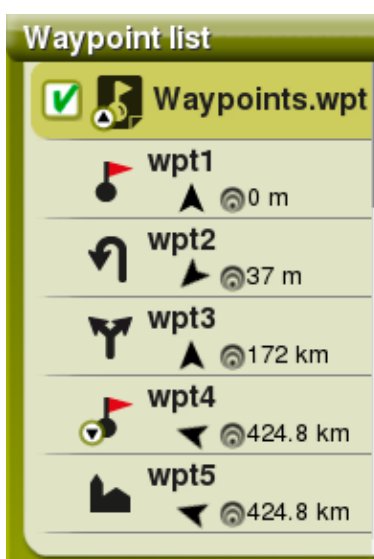 Waypoint list
Waypoints.wpt
wpt1
0 m
wpt2
37 m
wpt3
172 km
wpt4
424.8 km
wpt5
424.8 km